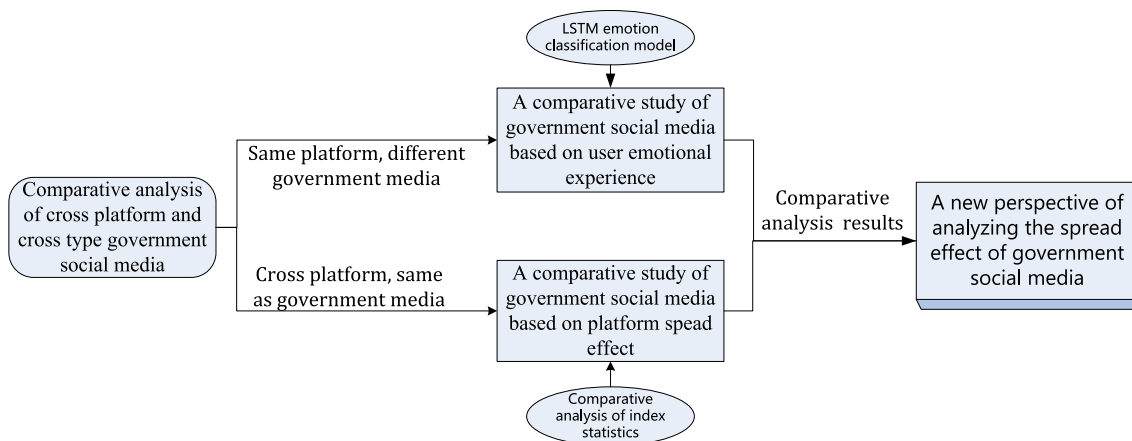 LSTM emotion
classification model
A comparative study of
government social media
based on user emotional
experience
Same platform, different
government media
Comparative analysis
of cross platform and
cross type government
social media
Comparative
analysis results
A new perspective of
analyzing the spread
effect of government
social media
Cross platform, same
as government media
A comparative study of
government social media
based on platform spead
effect
Comparative
analysis of index
statistics